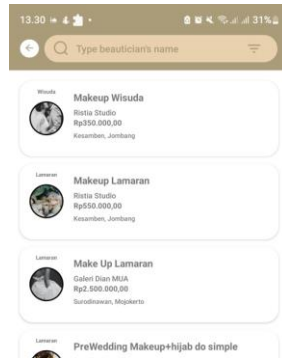 13.30
31%
Type beautician's name
Wisuda
Makeup Wisuda
Ristia Studio
Rp350.000,00
Kesamben, Jombang
Lamaran
Makeup Lamaran
Ristia Studio
Rp550.000,00
Kesamben, Jombang
Lamaran
Make Up Lamaran
Galeri Dian MUA
Rp2.500.000,00
Surodinawan, Mojokerto
Lamaran
PreWedding Makeup+hijab do simple